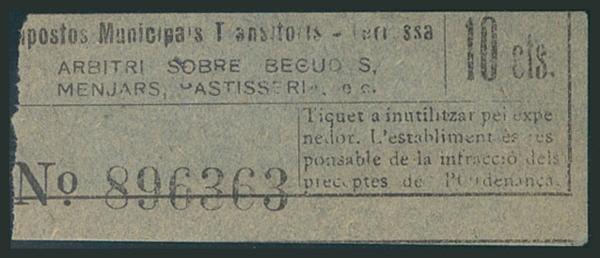 mpostos Municipals Transitoris - Terrassa
10 cts.
ARBITRI SOBRE BEGUDES,
MENJARS, PASTISSERIA, etc.
Tiquet a inutilitzar pel expe-
nedor. L'establiment és res-
ponsable de la infracció dels
preceptes de l'Ordenança.
Nº 896363